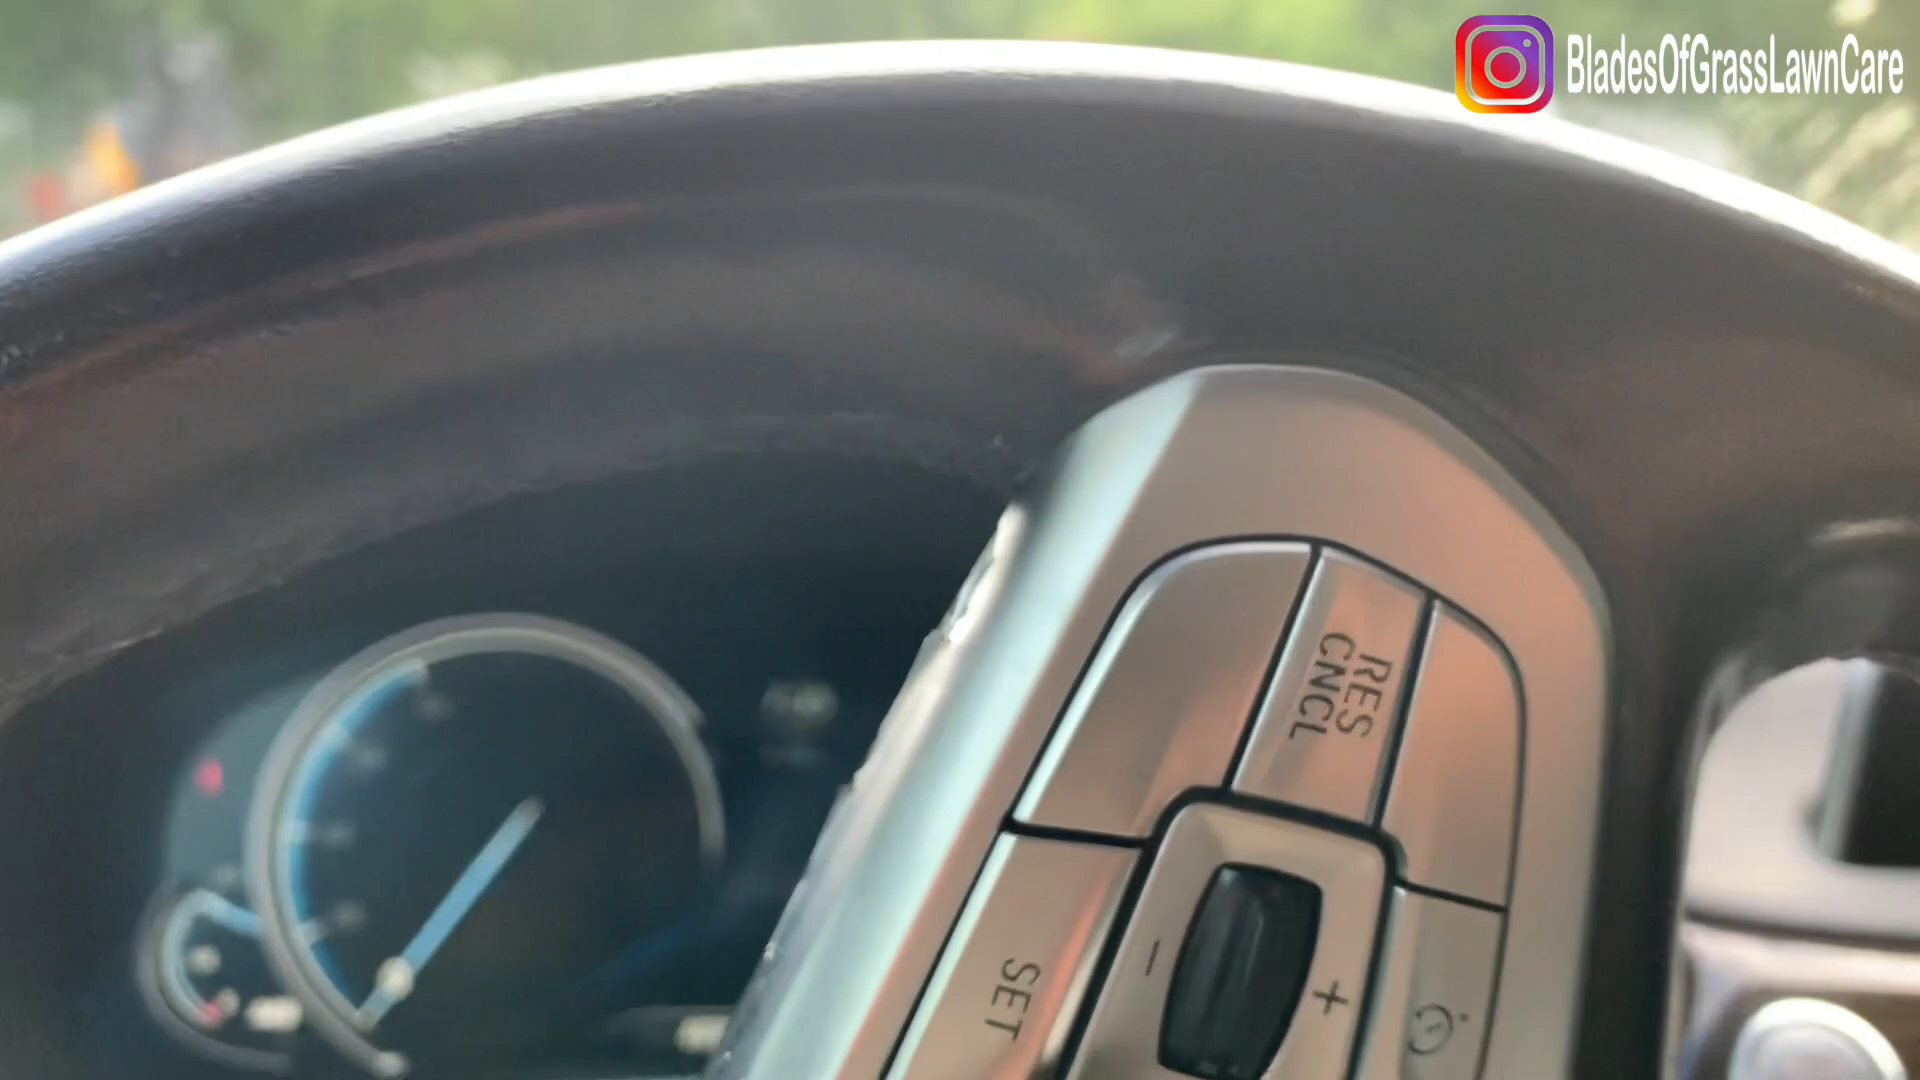 BladesOfGrassLawnCare
RES
CNCL
SET
-
+